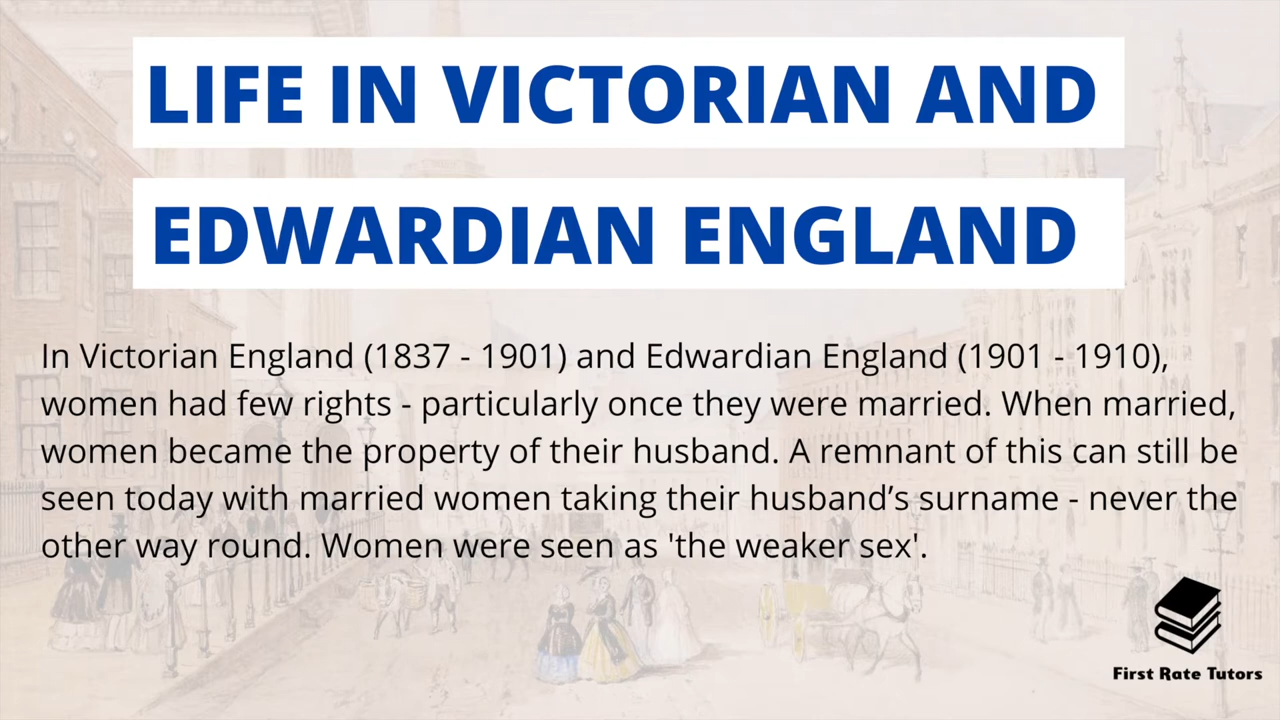 LIFE IN VICTORIAN AND
EDWARDIAN ENGLAND
In Victorian England (1837 - 1901) and Edwardian England (1901 - 1910),
women had few rights - particularly once they were married. When married,
women became the property of their husband. A remnant of this can still be
seen today with married women taking their husband’s surname - never the
other way round. Women were seen as 'the weaker sex'.
First Rate Tutors